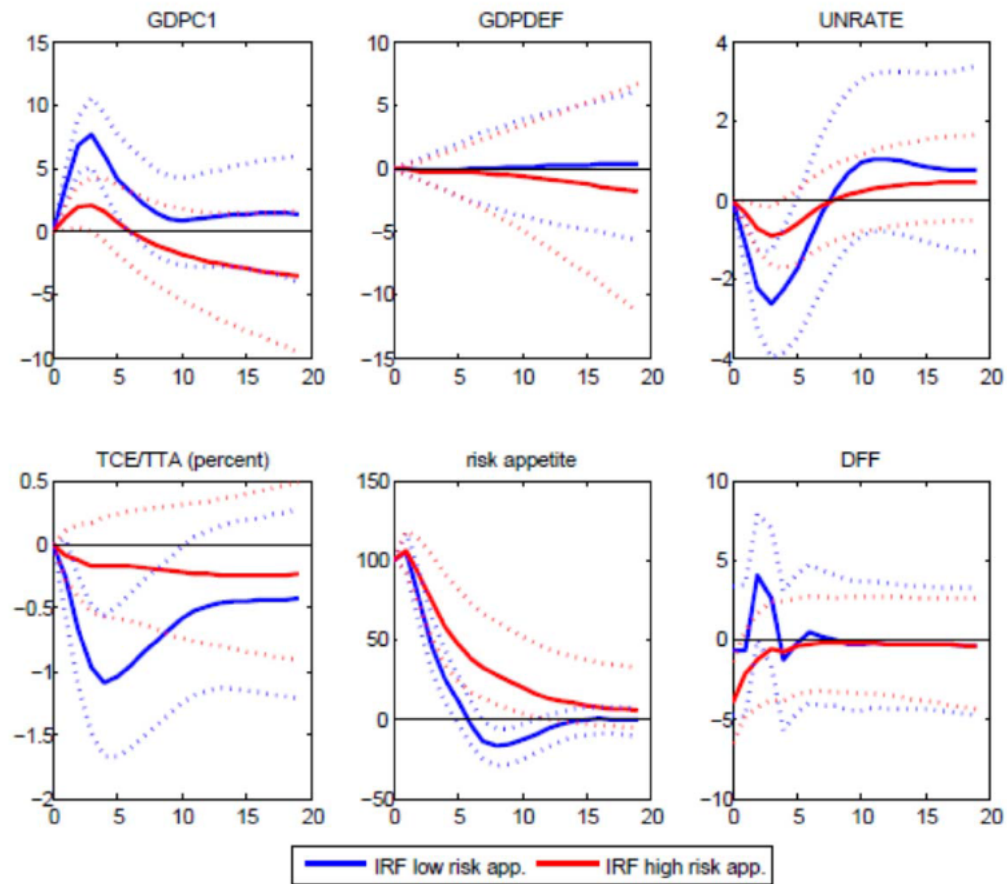 GDPC1
GDPDEF
UNRATE
15
10
5
0
−5
−10
0 5 10 15 20
10
5
0
−5
−10
−15
0 5 10 15 20
4
2
0
−2
−4
0 5 10 15 20
TCE/TTA (percent)
risk appetite
DFF
0.5
0
−0.5
−1
−1.5
−2
0 5 10 15 20
150
100
50
0
−50
0 5 10 15 20
10
5
0
−5
−10
0 5 10 15 20
IRF low risk app.
IRF high risk app.